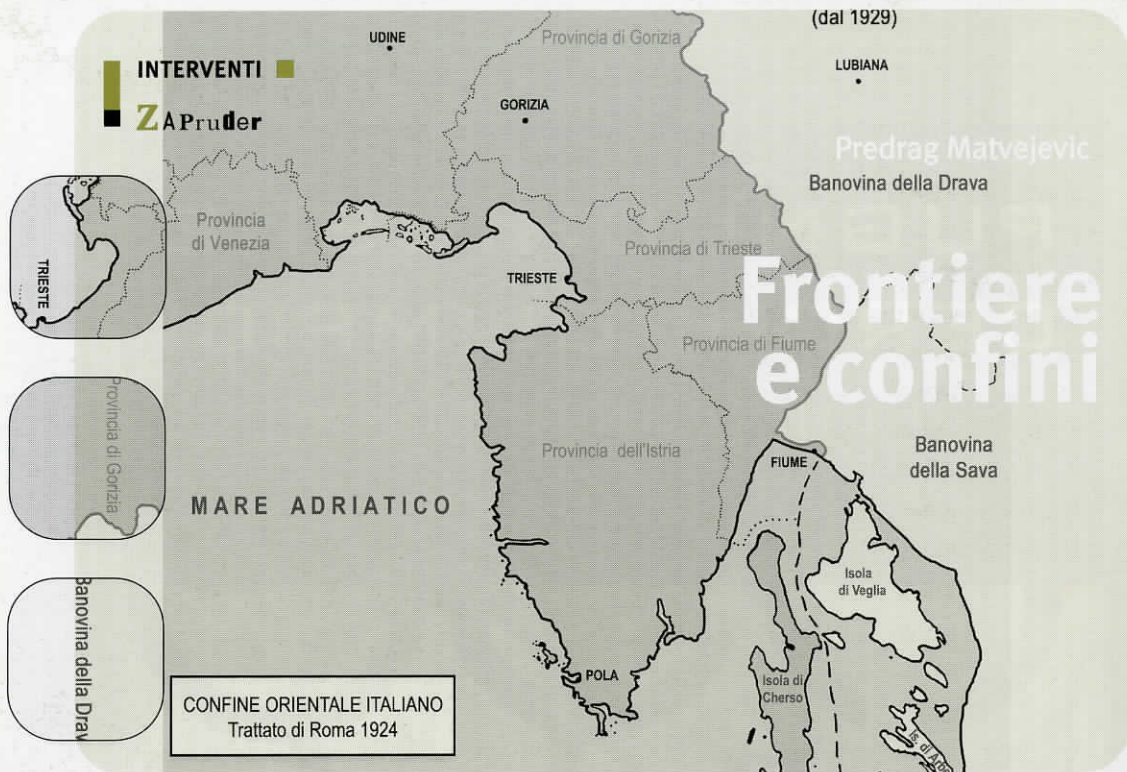 INTERVENTI
ZAPruder
(dal 1929)
UDINE
Provincia di Gorizia
LUBIANA
GORIZIA
Predrag Matvejevic
Banovina della Drava
Provincia
di Venezia
Provincia di Trieste
TRIESTE
TRIESTE
Frontiere
e confini
Provincia di Fiume
Provincia di Gorizia
Provincia dell'Istria
FIUME
Banovina
della Sava
MARE ADRIATICO
Isola
di Veglia
Banovina della Drav
POLA
Isola di
Cherso
CONFINE ORIENTALE ITALIANO
Trattato di Roma 1924
Is. di Arbe